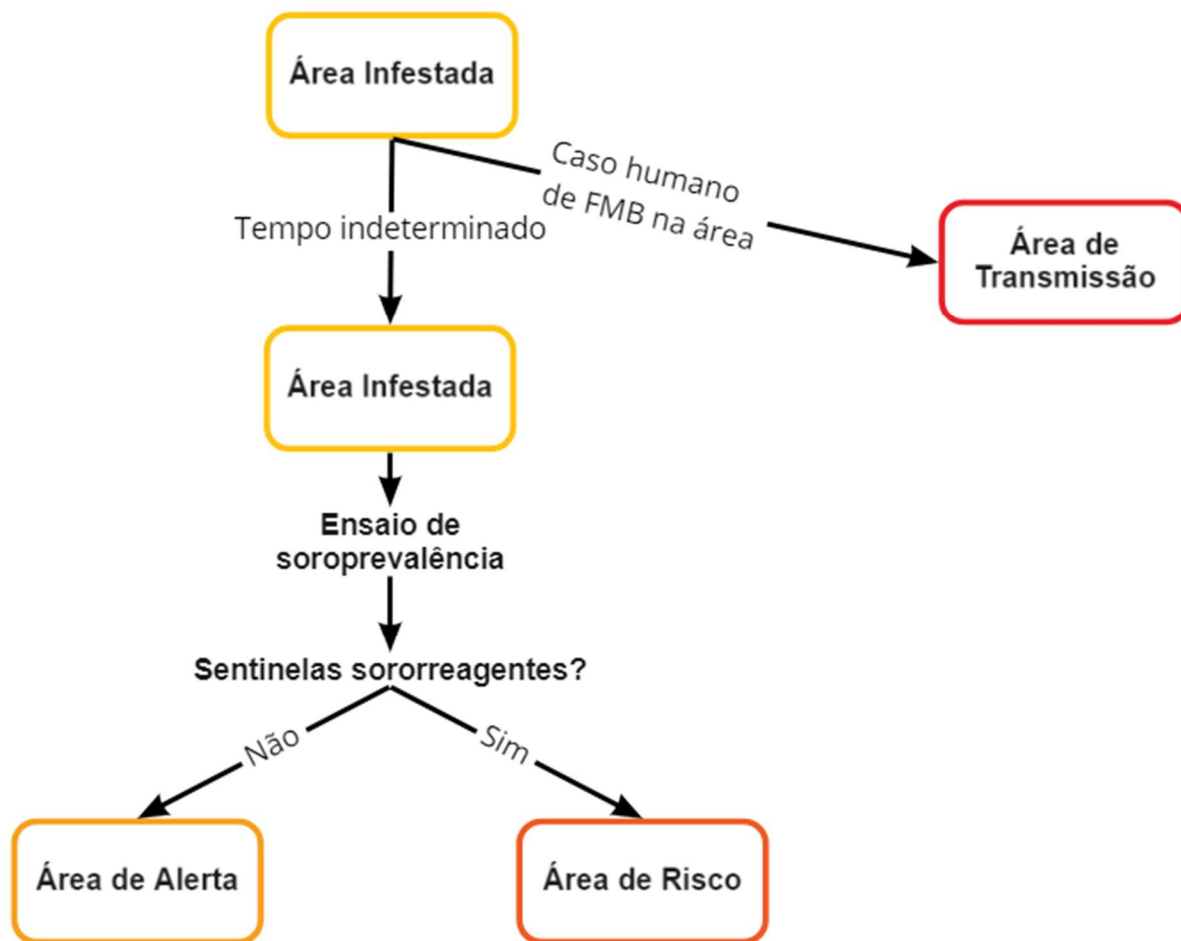 Área Infestada
Caso humano
de FMB na área
Tempo indeterminado
Área de
Transmissão
Área Infestada
Ensaio de
soroprevalência
Sentinelas sororreagentes?
Não
Sim
Área de Alerta
Área de Risco